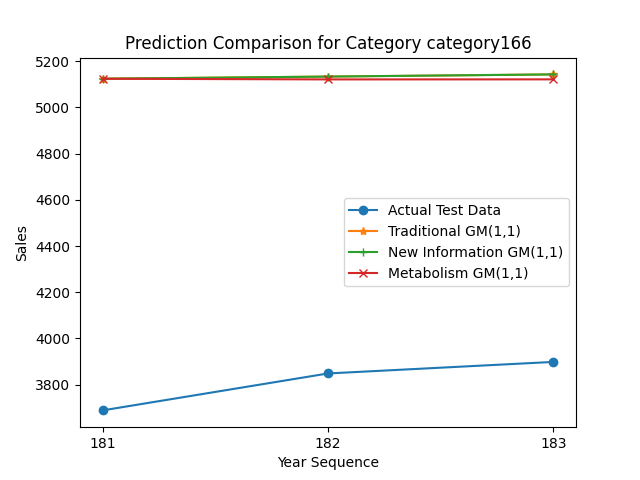 Prediction Comparison for Category category166
5200
5000
4800
4600
4400
4200
4000
3800
Sales
Actual Test Data
Traditional GM(1,1)
New Information GM(1,1)
Metabolism GM(1,1)
181
182
183
Year Sequence